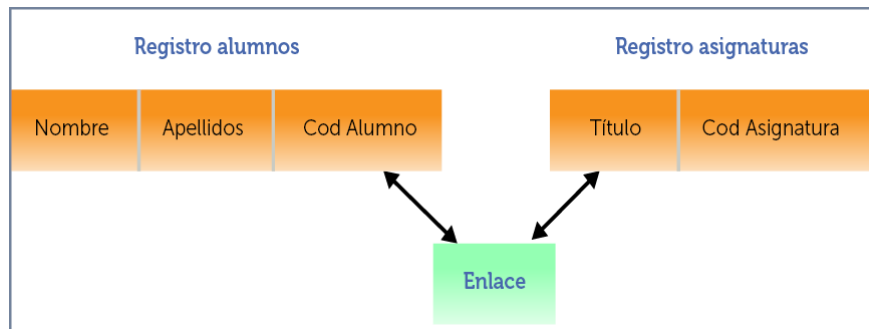 Registro alumnos Registro asignaturas
Nombre Apellidos Cod Alumno Título Cod Asignatura
Enlace